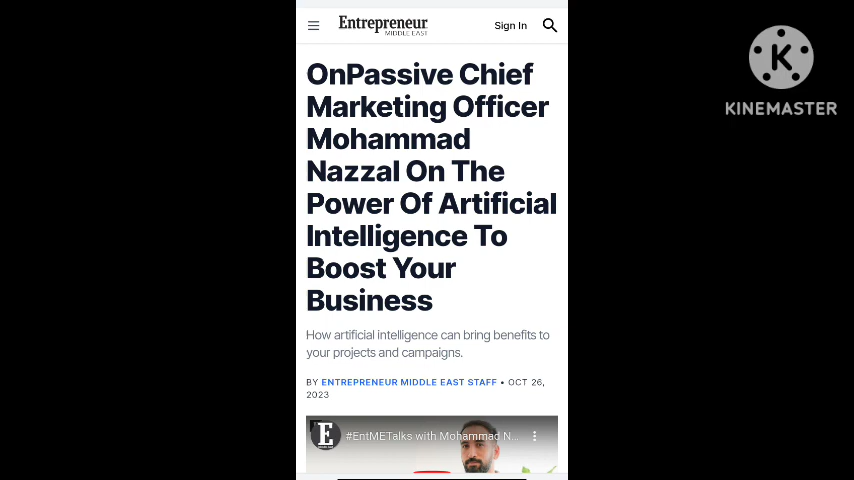 Entrepreneur
MIDDLE EAST
Sign In
K
KINEMASTER
OnPassive Chief
Marketing Officer
Mohammad
Nazzal On The
Power Of Artificial
Intelligence To
Boost Your
Business
How artificial intelligence can bring benefits to
your projects and campaigns.
BY ENTREPRENEUR MIDDLE EAST STAFF • OCT 26,
2023
E
#EntMETalks with Mohammad N...